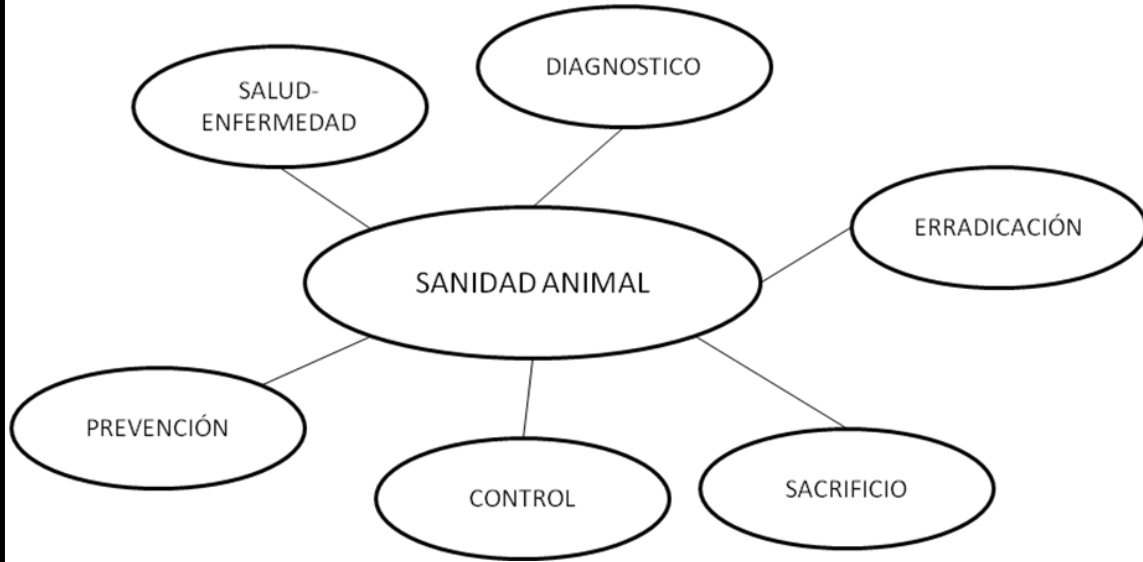 DIAGNOSTICO
SALUD-
ENFERMEDAD
ERRADICACIÓN
SANIDAD ANIMAL
PREVENCIÓN
CONTROL
SACRIFICIO